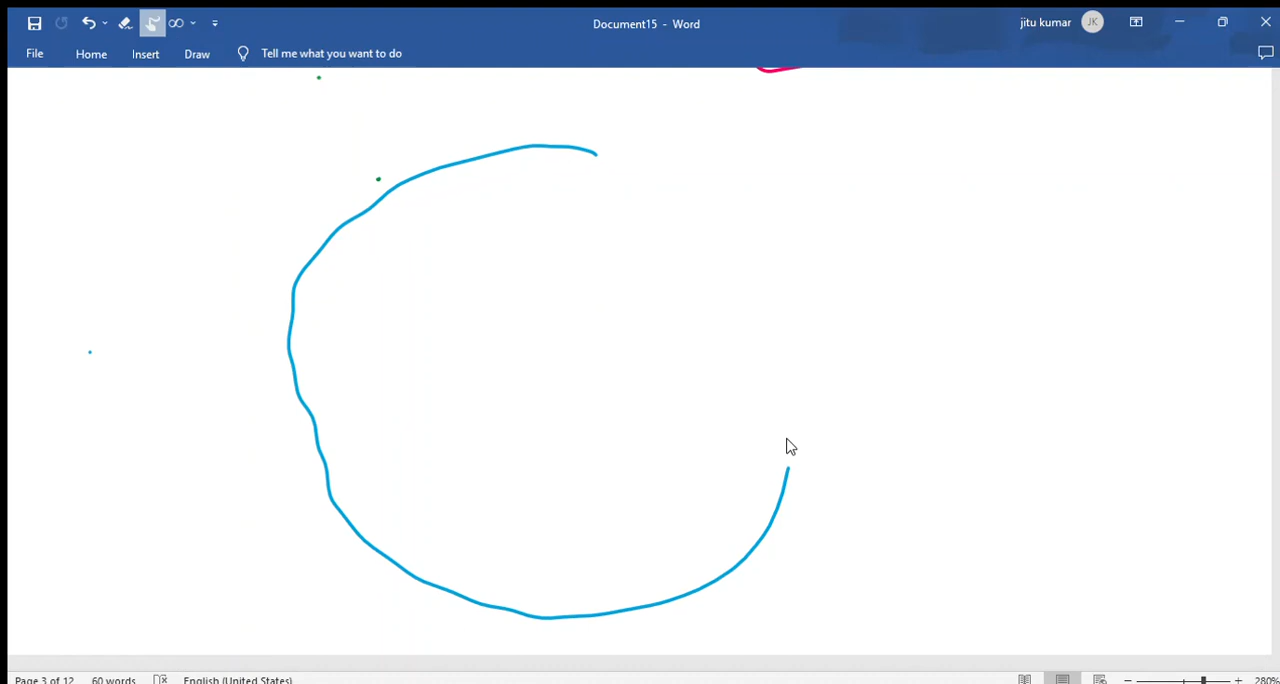 Document15 - Word
jitu kumar
JK
File
Home
Insert
Draw
Tell me what you want to do
Page 3 of 12
60 words
English (United States)
280%